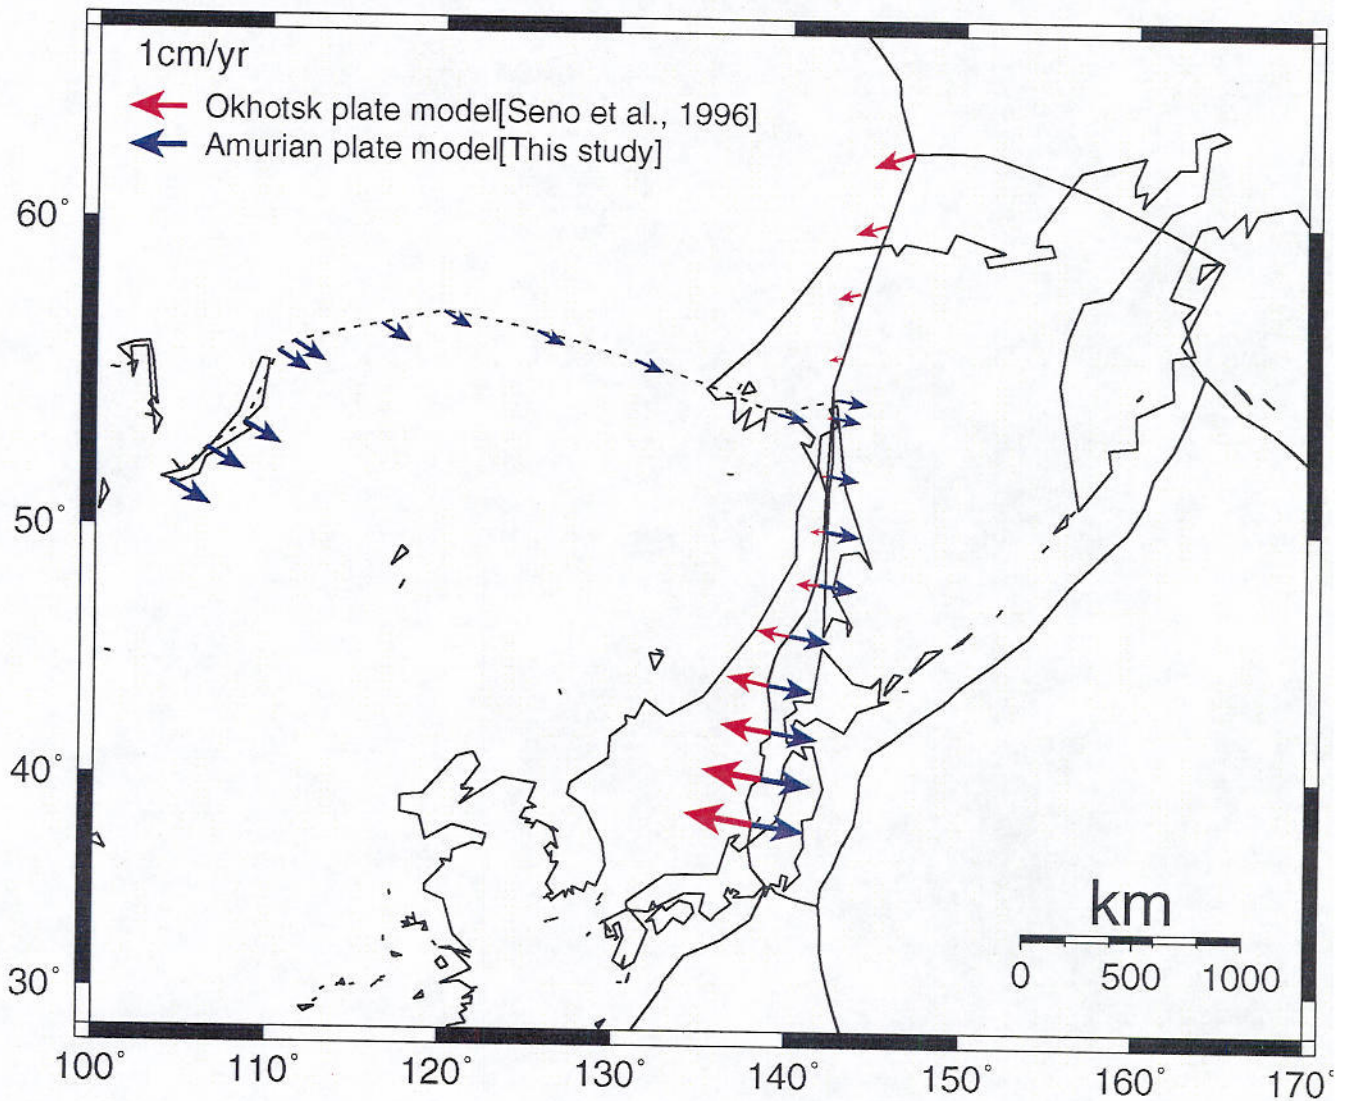 1cm/yr
Okhotsk plate model[Seno et al., 1996]
Amurian plate model[This study]
60°
50°
40°
30°
km
0 500 1000
100° 110° 120° 130° 140° 150° 160° 170°